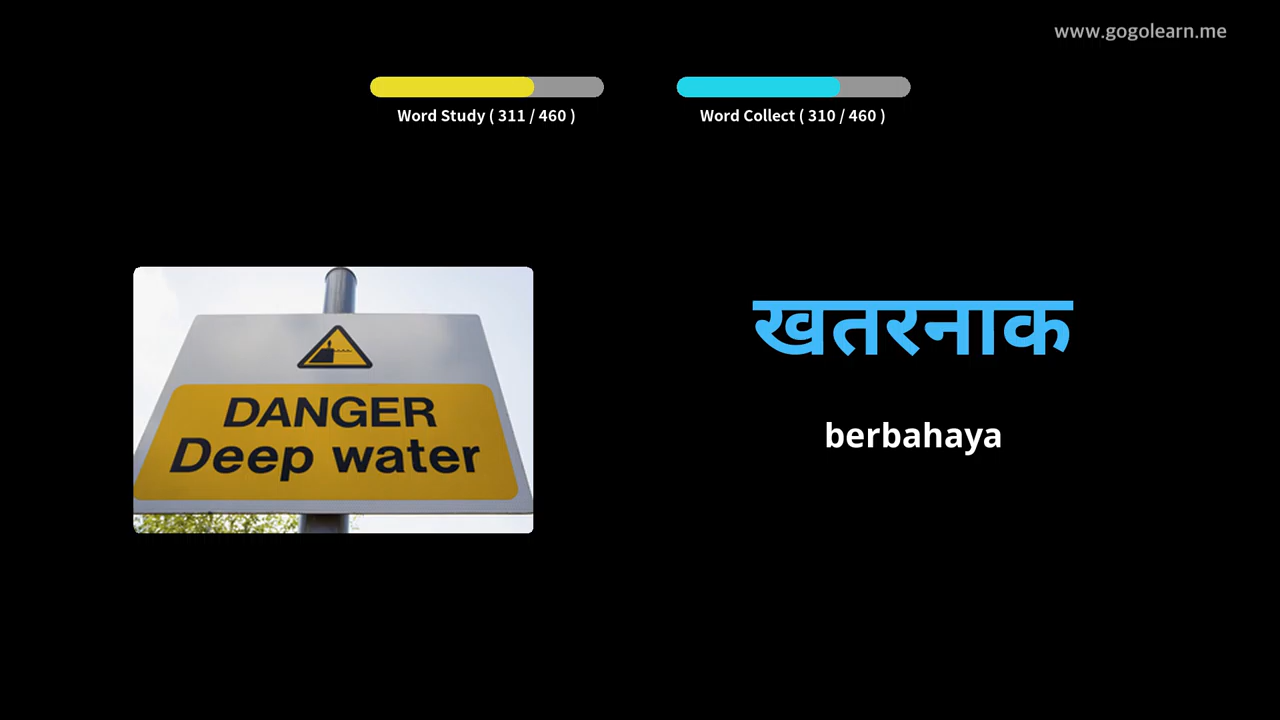 www.gogolearn.me
Word Study ( 311 / 460 )
Word Collect ( 310 / 460 )
DANGER
Deep water
खतरनाक
berbahaya